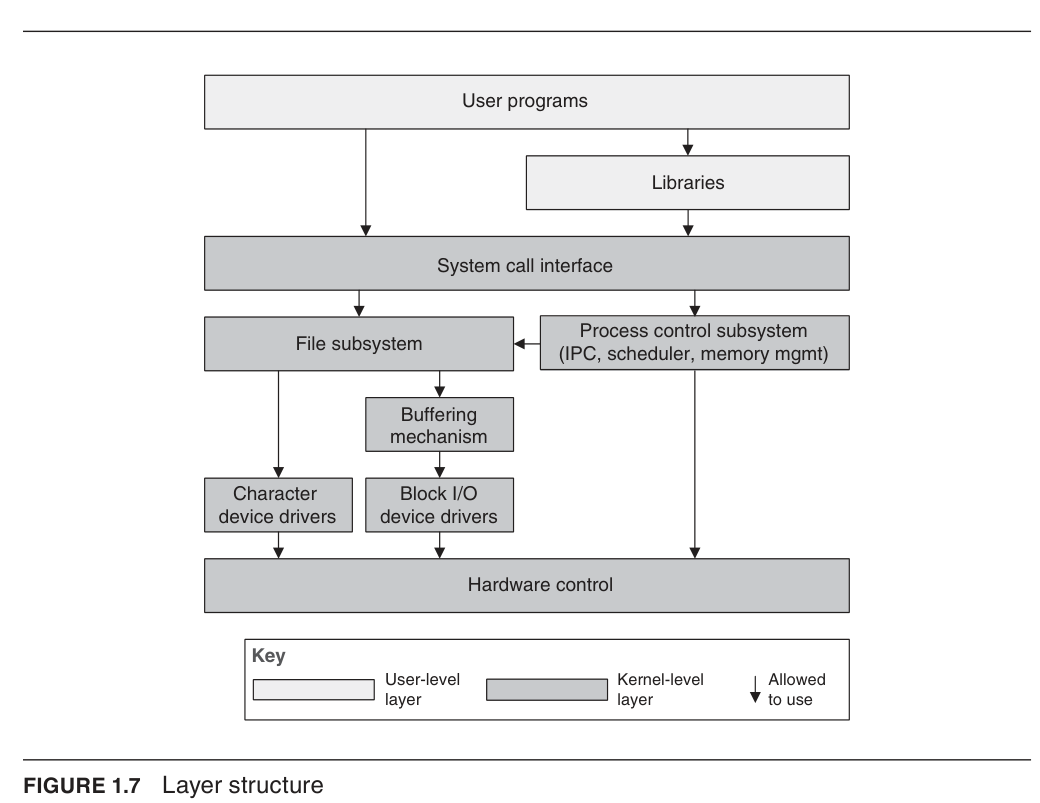 User programs
Libraries
System call interface
File subsystem
Process control subsystem
(IPC, scheduler, memory mgmt)
Buffering
mechanism
Character
device drivers
Block I/O
device drivers
Hardware control
Key
User-level
layer
Kernel-level
layer
Allowed
to use
FIGURE 1.7 Layer structure